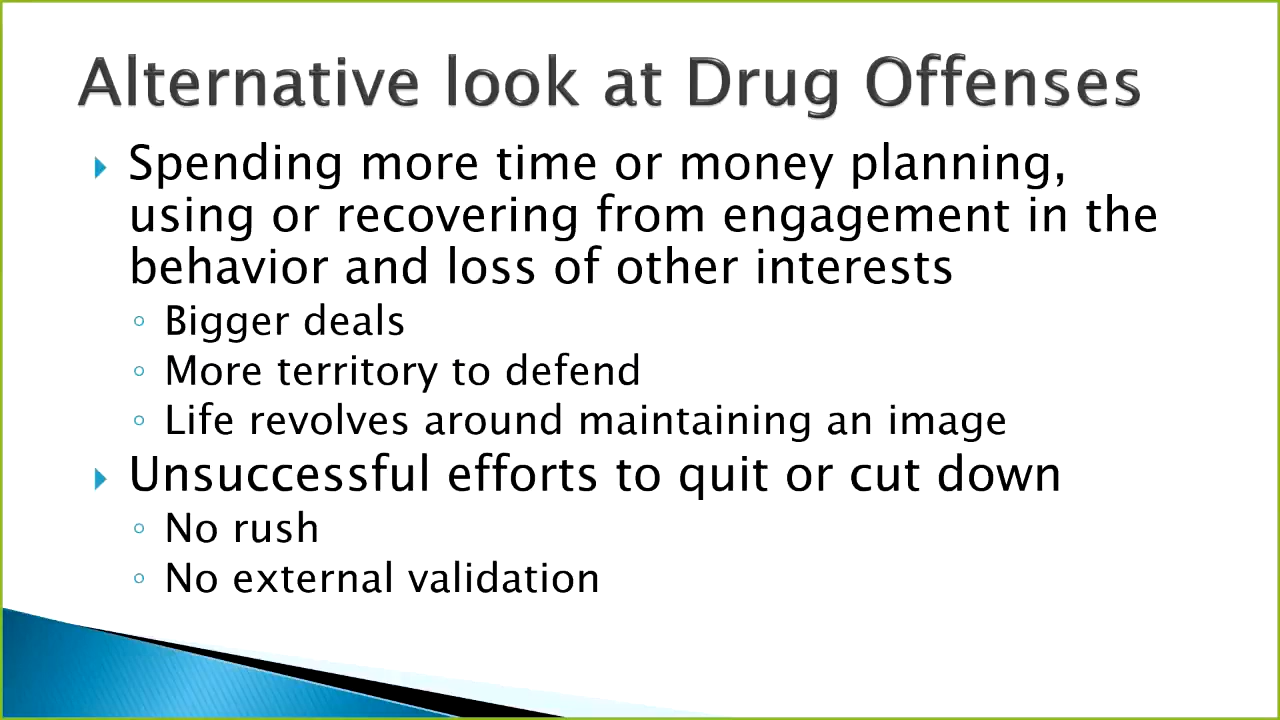 Alternative look at Drug Offenses
Spending more time or money planning,
using or recovering from engagement in the
behavior and loss of other interests
Bigger deals
More territory to defend
Life revolves around maintaining an image
Unsuccessful efforts to quit or cut down
No rush
No external validation